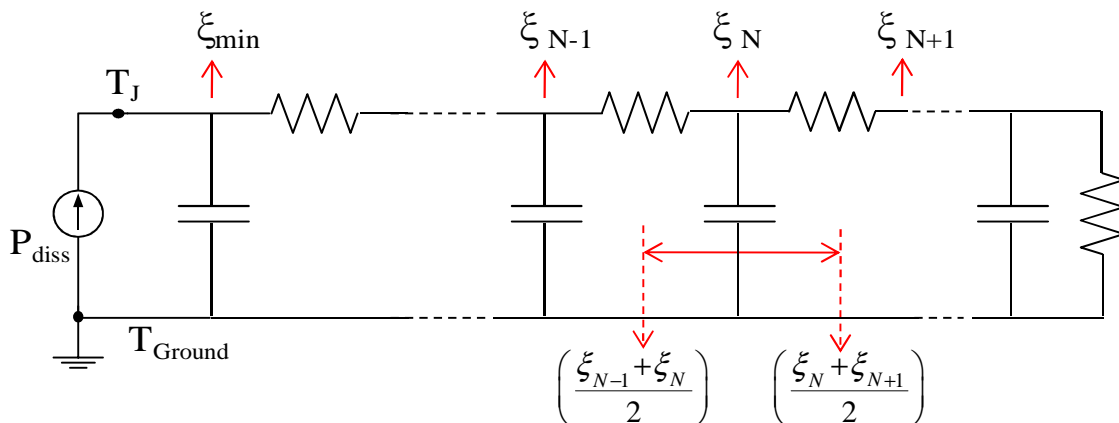 ξmin
ξ N-1
ξ N
ξ N+1
TJ
Pdiss
TGround
(ξN−1 + ξN / 2)
(ξN + ξN+1 / 2)